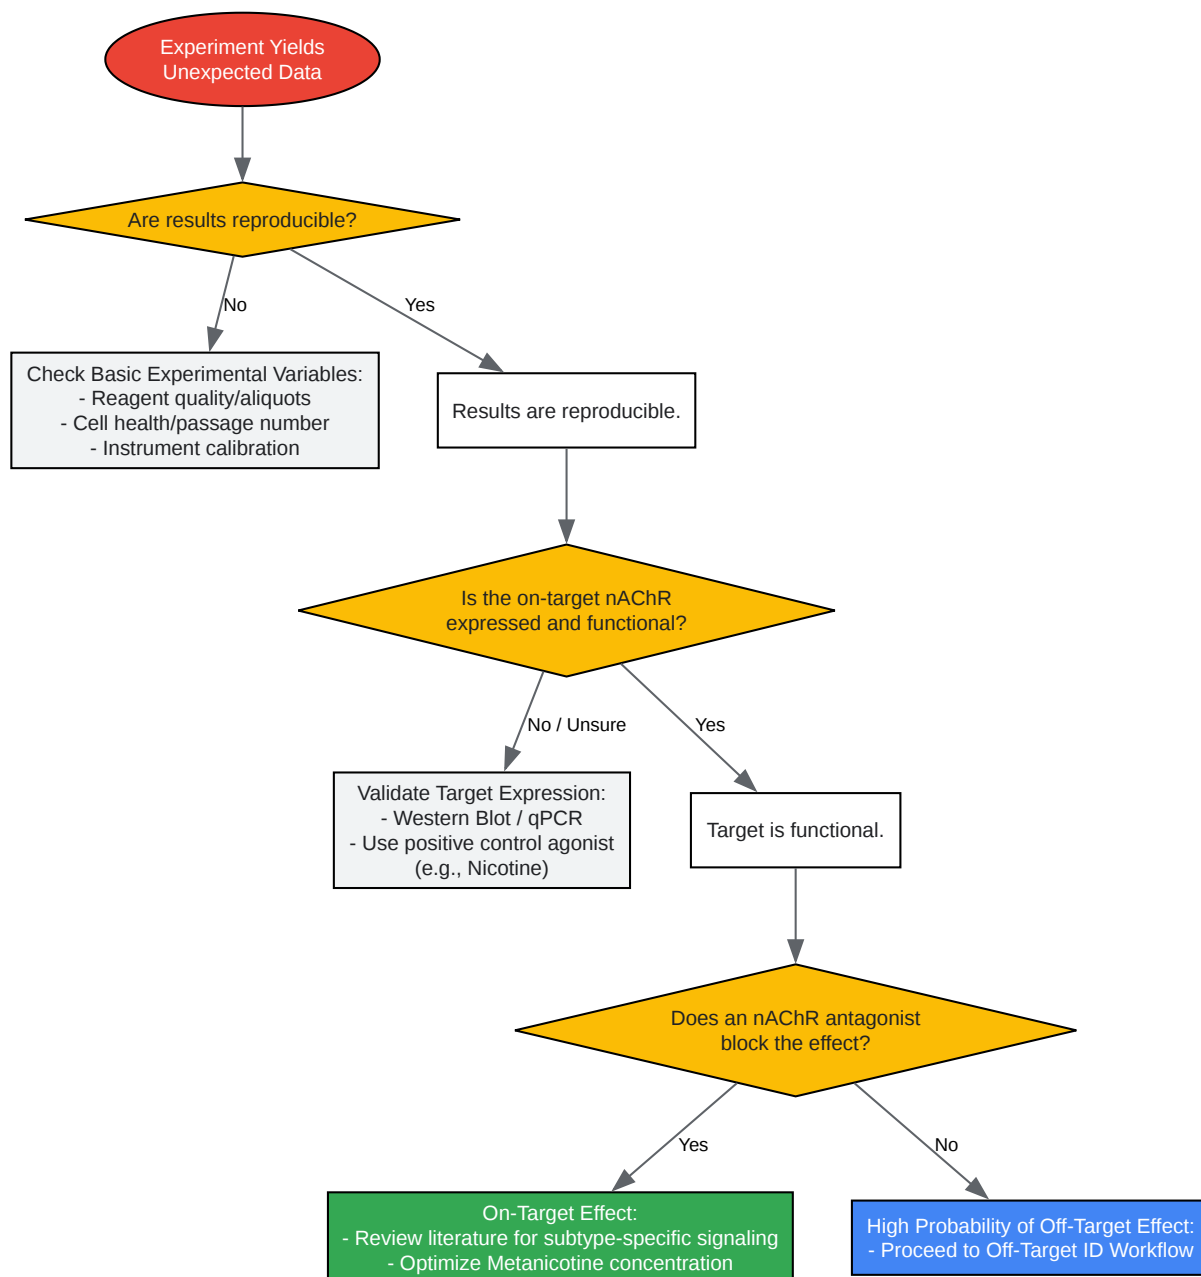 Experiment Yields
Unexpected Data
Are results reproducible?
No
Yes
Check Basic Experimental Variables:
- Reagent quality/aliquots
- Cell health/passage number
- Instrument calibration
Results are reproducible.
Is the on-target nAChR
expressed and functional?
No / Unsure
Yes
Validate Target Expression:
- Western Blot / qPCR
- Use positive control agonist
(e.g., Nicotine)
Target is functional.
Does an nAChR antagonist
block the effect?
Yes
No
On-Target Effect:
- Review literature for subtype-specific signaling
- Optimize Metanicotine concentration
High Probability of Off-Target Effect:
- Proceed to Off-Target ID Workflow